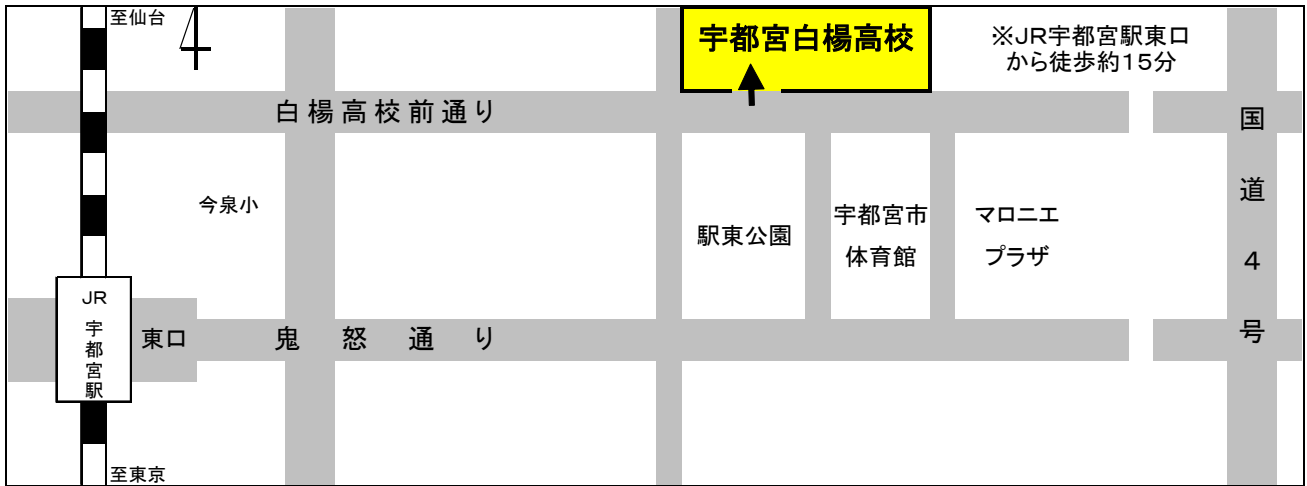 至仙台
宇都宮白楊高校
※JR宇都宮駅東口
から徒歩約15分
白楊高校前通り
国道4号
今泉小
駅東公園
宇都宮市
体育館
マロニエ
プラザ
JR
宇都宮駅
東口
鬼怒通り
至東京